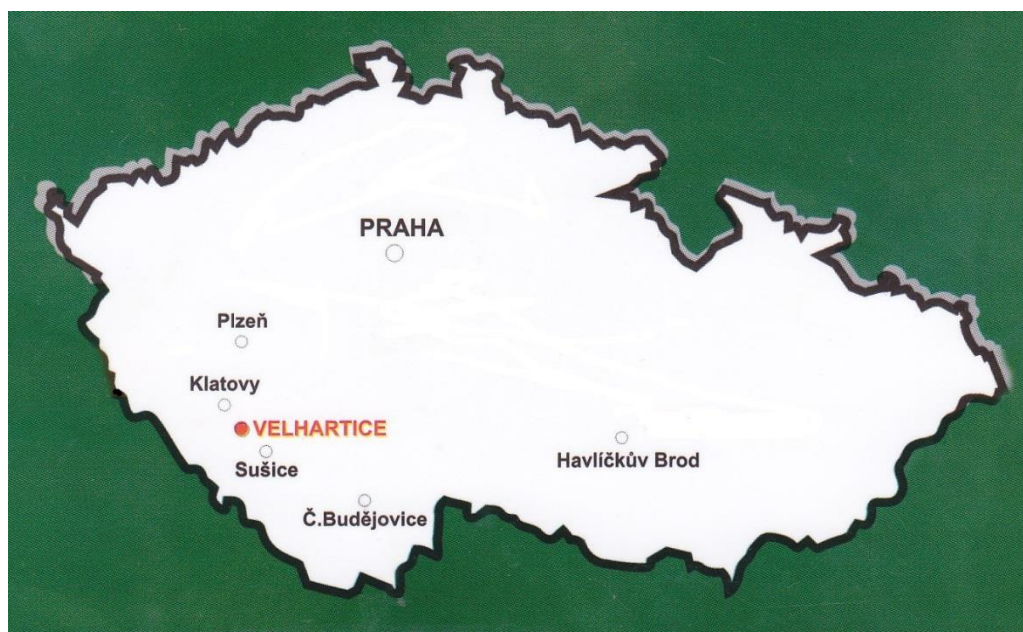 PRAHA
Plzeň
Klatovy
VELHARTICE
Sušice
Havlíčkův Brod
Č.Budějovice